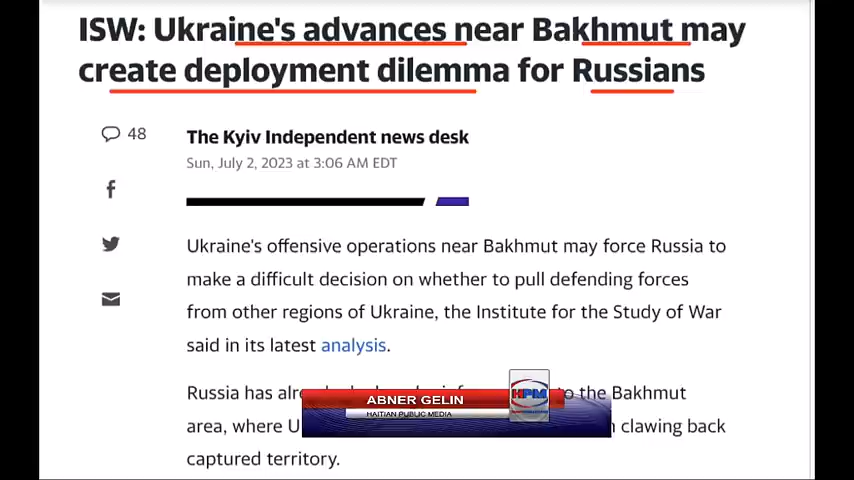 ISW: Ukraine's advances near Bakhmut may
create deployment dilemma for Russians
48
The Kyiv Independent news desk
Sun, July 2, 2023 at 3:06 AM EDT
Ukraine's offensive operations near Bakhmut may force Russia to
make a difficult decision on whether to pull defending forces
from other regions of Ukraine, the Institute for the Study of War
said in its latest analysis.
Russia has to the Bakhmut
area, where clawing back
captured territory.
ABNER GELIN
HAITIAN PUBLIC MEDIA
HPM